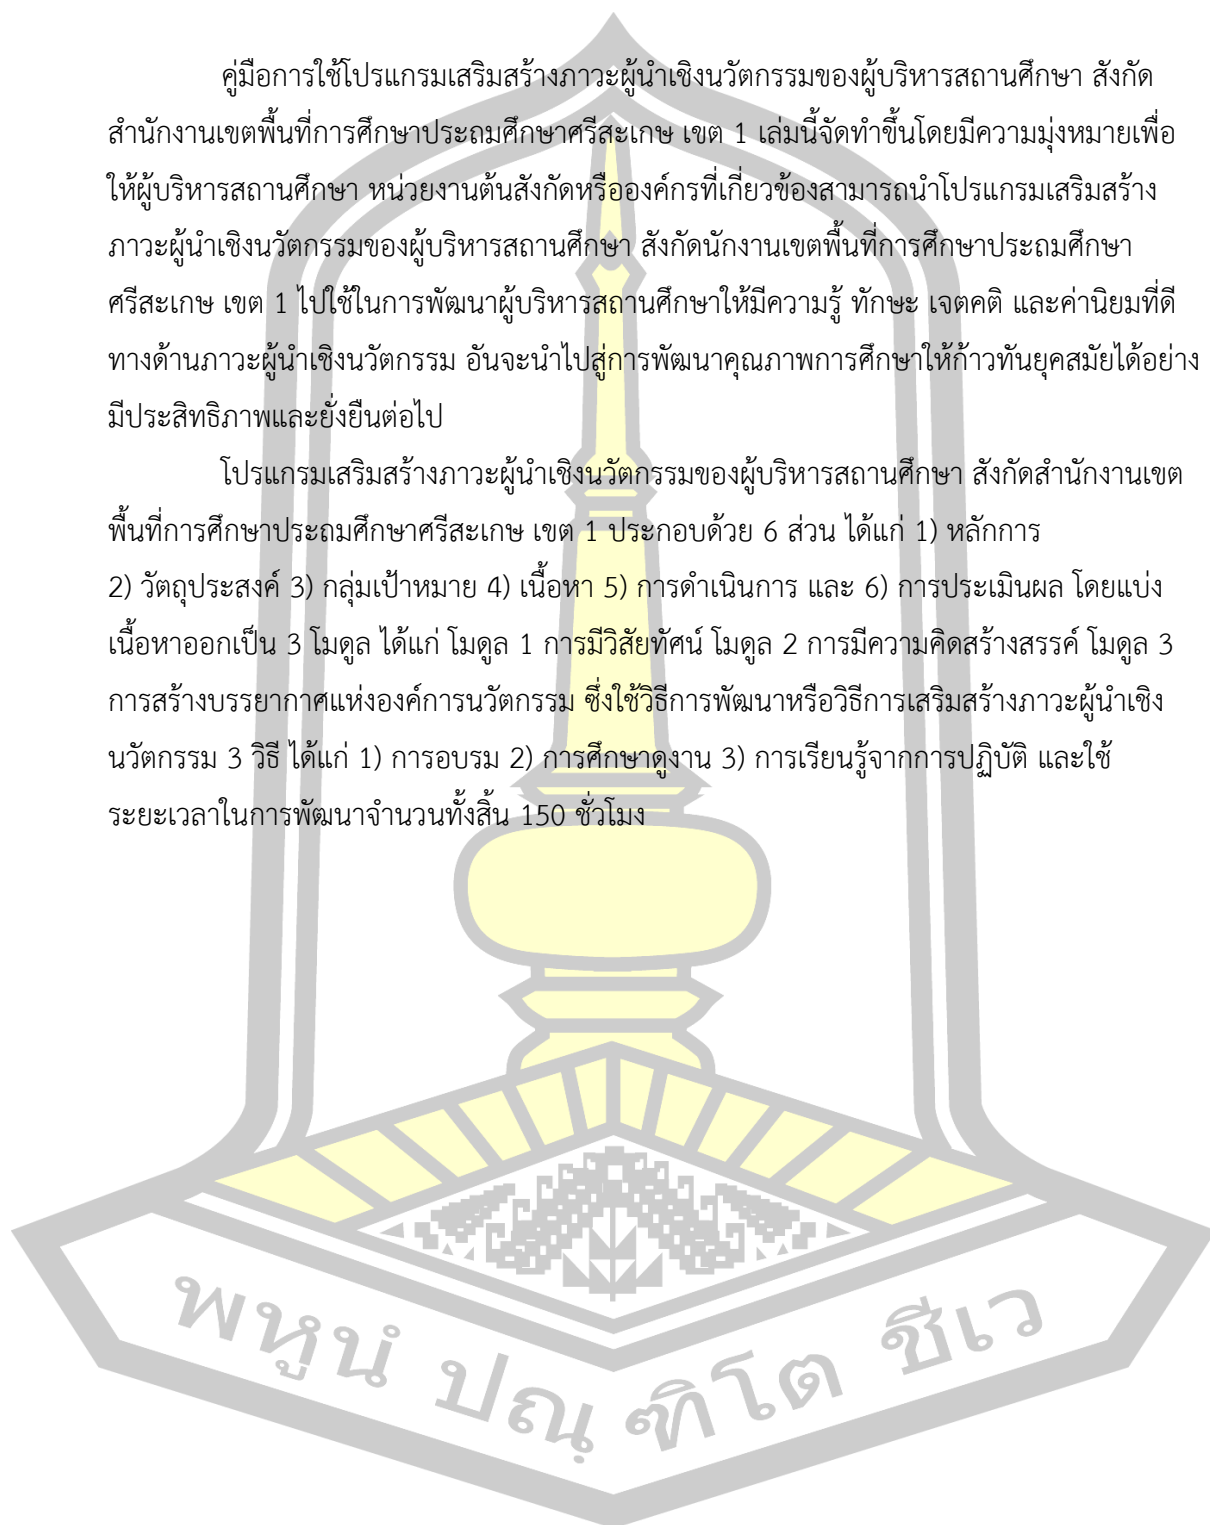 คู่มือการใช้โปรแกรมเสริมสร้างภาวะผู้นำเชิงนวัตกรรมของผู้บริหารสถานศึกษา สังกัด
สำนักงานเขตพื้นที่การศึกษาประถมศึกษาศรีสะเกษ เขต 1 เล่มนี้จัดทำขึ้นโดยมีความมุ่งหมายเพื่อ
ให้ผู้บริหารสถานศึกษา หน่วยงานต้นสังกัดหรือองค์กรที่เกี่ยวข้องสามารถนำโปรแกรมเสริมสร้าง
ภาวะผู้นำเชิงนวัตกรรมของผู้บริหารสถานศึกษา สังกัดนักงานเขตพื้นที่การศึกษาประถมศึกษา
ศรีสะเกษ เขต 1 ไปใช้ในการพัฒนาผู้บริหารสถานศึกษาให้มีความรู้ ทักษะ เจตคติ และค่านิยมที่ดี
ทางด้านภาวะผู้นำเชิงนวัตกรรม อันจะนำไปสู่การพัฒนาคุณภาพการศึกษาให้ก้าวทันยุคสมัยได้อย่าง
มีประสิทธิภาพและยั่งยืนต่อไป
โปรแกรมเสริมสร้างภาวะผู้นำเชิงนวัตกรรมของผู้บริหารสถานศึกษา สังกัดสำนักงานเขต
พื้นที่การศึกษาประถมศึกษาศรีสะเกษ เขต 1 ประกอบด้วย 6 ส่วน ได้แก่ 1) หลักการ
2) วัตถุประสงค์ 3) กลุ่มเป้าหมาย 4) เนื้อหา 5) การดำเนินการ และ 6) การประเมินผล โดยแบ่ง
เนื้อหาออกเป็น 3 โมดูล ได้แก่ โมดูล 1 การมีวิสัยทัศน์ โมดูล 2 การมีความคิดสร้างสรรค์ โมดูล 3
การสร้างบรรยากาศแห่งองค์การนวัตกรรม ซึ่งใช้วิธีการพัฒนาหรือวิธีการเสริมสร้างภาวะผู้นำเชิง
นวัตกรรม 3 วิธี ได้แก่ 1) การอบรม 2) การศึกษาดูงาน 3) การเรียนรู้จากการปฏิบัติ และใช้
ระยะเวลาในการพัฒนาจำนวนทั้งสิ้น 150 ชั่วโมง
พหูนํ ปณฺ ฑิโต ชีเว